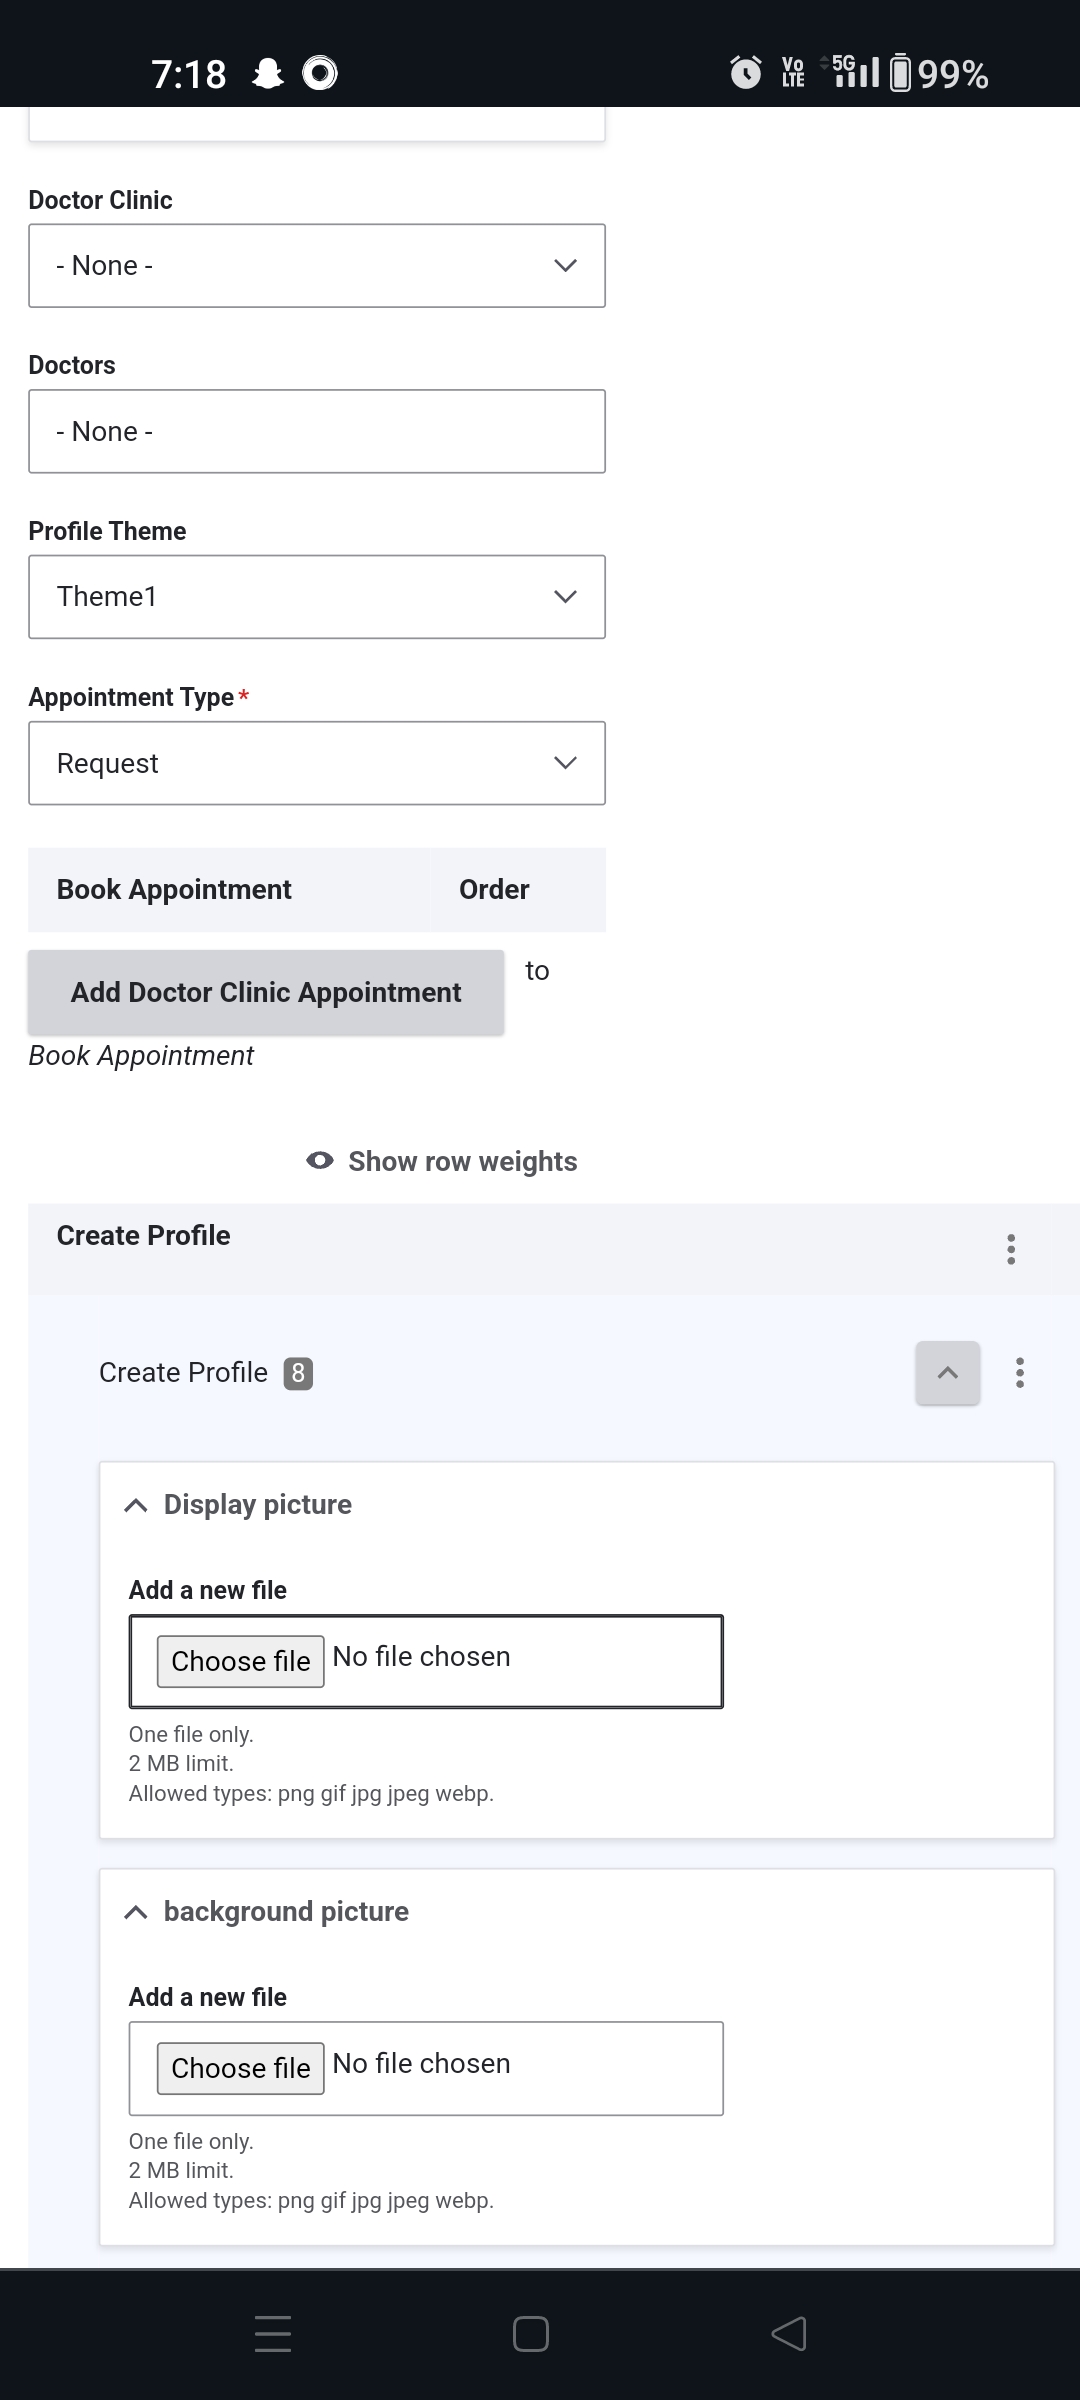 7:18 Vo LTE 5G 99%
Doctor Clinic
- None -
Doctors
- None -
Profile Theme
Theme1
Appointment Type*
Request
Book Appointment Order
Add Doctor Clinic Appointment to
Book Appointment
Show row weights
Create Profile
Create Profile 8
Display picture
Add a new file
Choose file No file chosen
One file only.
2 MB limit.
Allowed types: png gif jpg jpeg webp.
background picture
Add a new file
Choose file No file chosen
One file only.
2 MB limit.
Allowed types: png gif jpg jpeg webp.